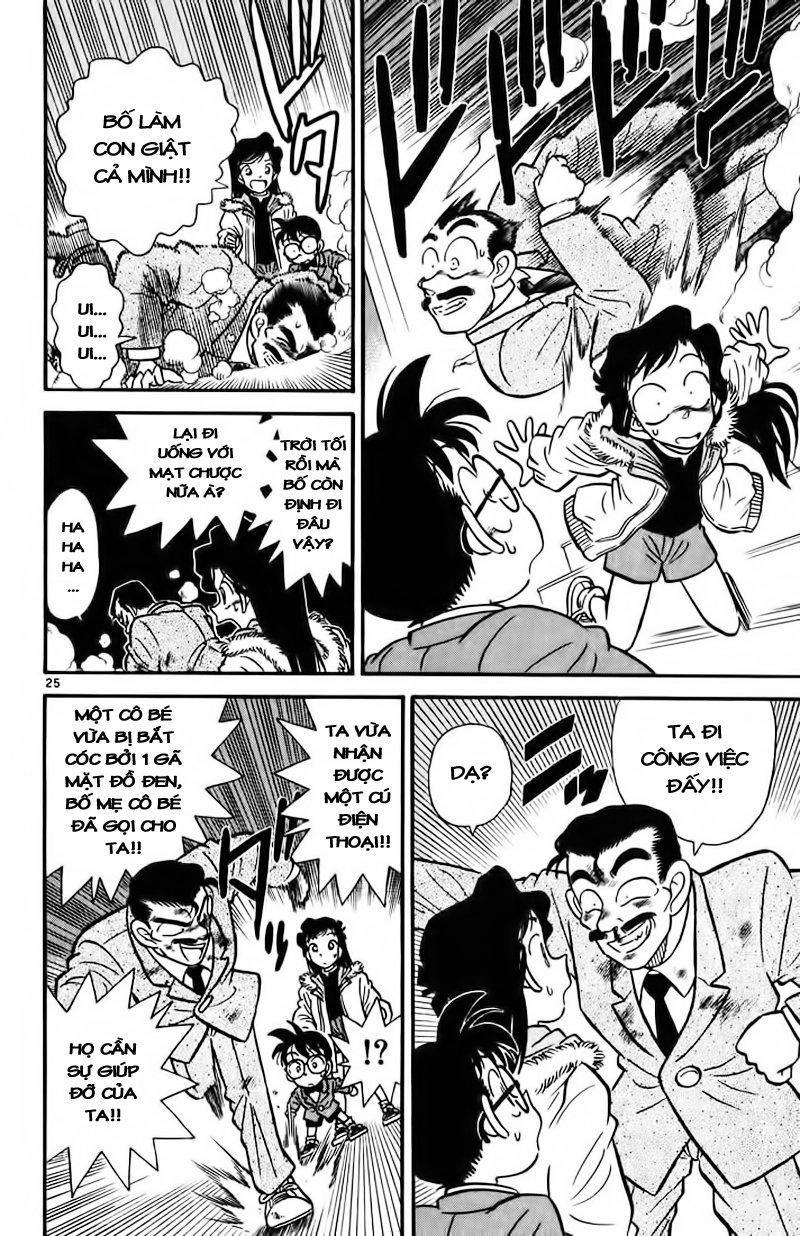 BỐ LÀM
CON GIẬT
CẢ MÌNH!!
UI...
UI...
UI...
TRỜI TỐI
RỒI MÀ
BỐ CÒN
ĐỊNH ĐI
ĐÂU
VẬY?
LẠI ĐI
UỐNG VỚI
MẠT CHƯỢC
NỮA À?
HA
HA
HA
...
25
TA ĐI
CÔNG VIỆC
ĐẤY!!
DẠ?
TA VỪA
NHẬN
ĐƯỢC
MỘT CÚ
ĐIỆN
THOẠI!!
MỘT CÔ BÉ
VỪA BỊ BẮT
CÓC BỞI 1 GÃ
MẶT ĐỒ ĐEN,
BỐ MẸ CÔ BÉ
ĐÃ GỌI CHO
TA!!
!?
HỌ CẦN
SỰ GIÚP
ĐỠ CỦA
TA!!